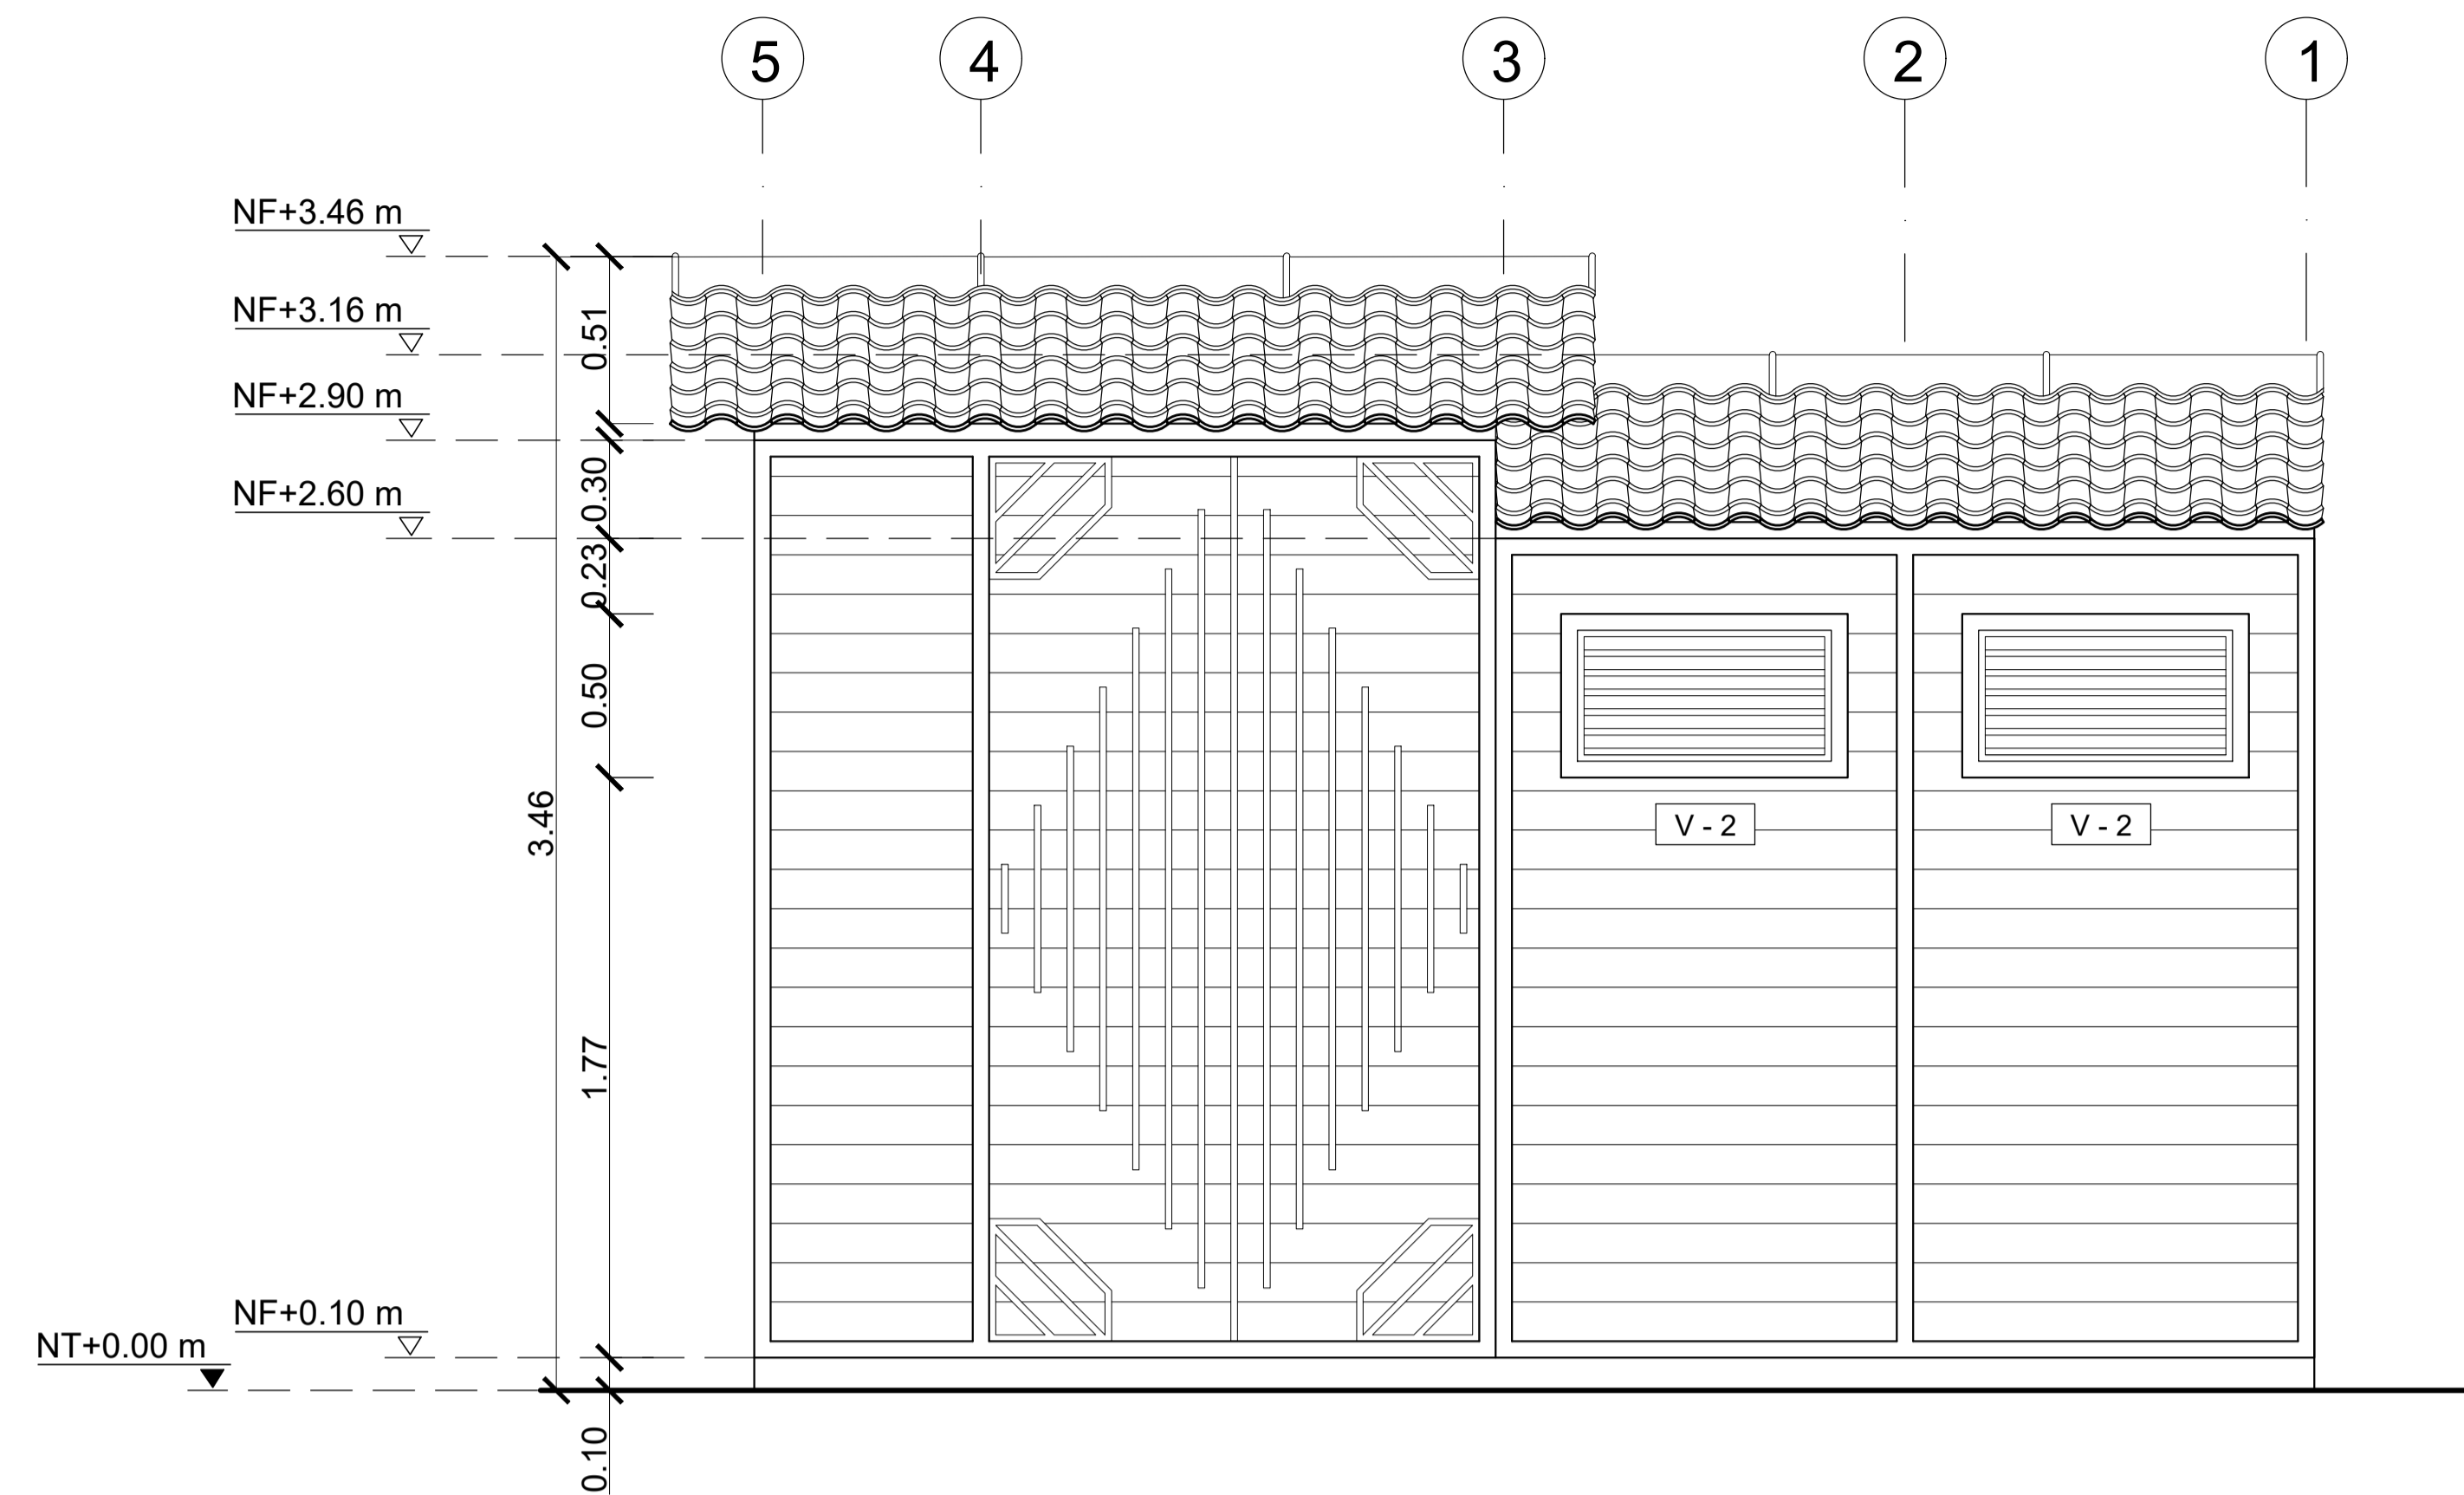 5 4 3 2 1
NF+3.46 m
NF+3.16 m
NF+2.90 m
NF+2.60 m
NF+0.10 m
NT+0.00 m
3.46
0.51
0.30
0.23
0.50
1.77
0.10
V - 2
V - 2